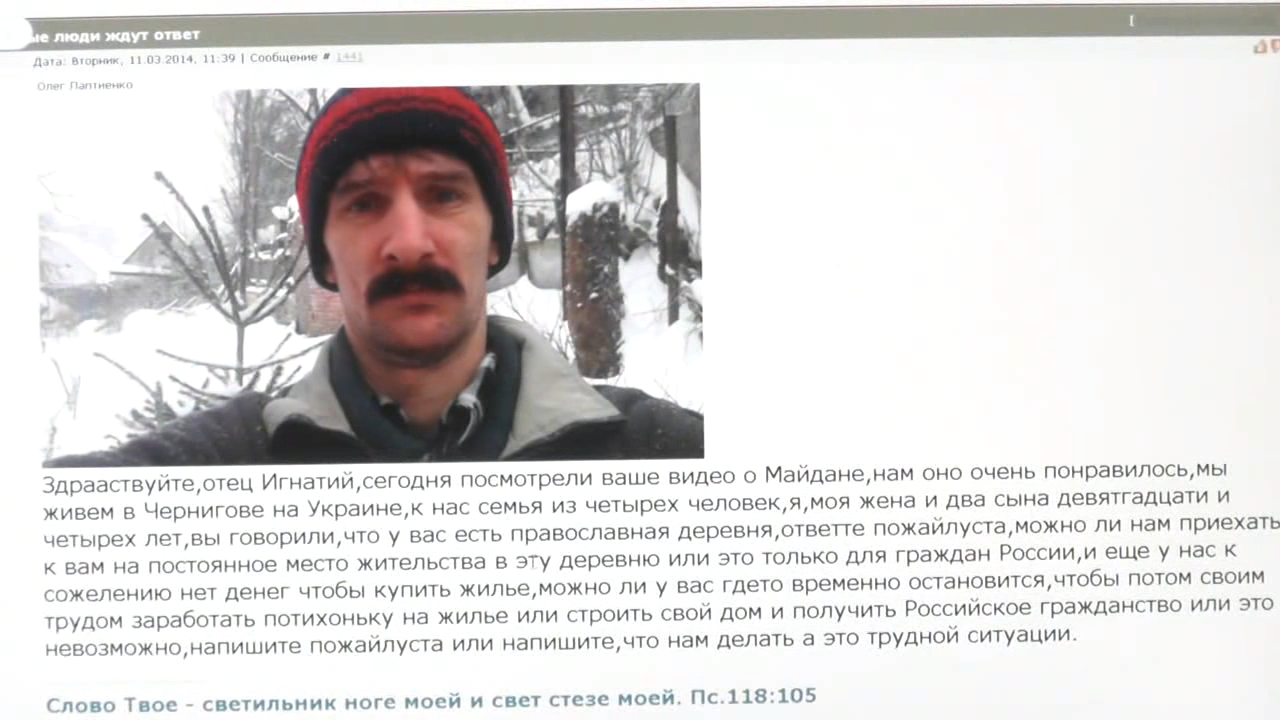 ые люди ждут ответ
[
Дата: Вторник, 11.03.2014, 11:39 | Сообщение # 1441
Олег Лаптиенко
Здрааствуйте,отец Игнатий,сегодня посмотрели ваше видео о Майдане,нам оно очень понравилось,мы
живем в Чернигове на Украине,к нас семья из четырех человек,я,моя жена и два сына девятгадцати и
четырех лет,вы говорили,что у вас есть православная деревня,ответте пожайлуста,можно ли нам приехать
к вам на постоянное место жительства в эту деревню или это только для граждан России,и еще у нас к
сожелению нет денег чтобы купить жилье,можно ли у вас гдето временно остановится,чтобы потом своим
трудом заработать потихоньку на жилье или строить свой дом и получить Российское гражданство или это
невозможно,напишите пожайлуста или напишите,что нам делать а это трудной ситуации.
Слово Твое - светильник ноге моей и свет стезе моей. Пс.118:105